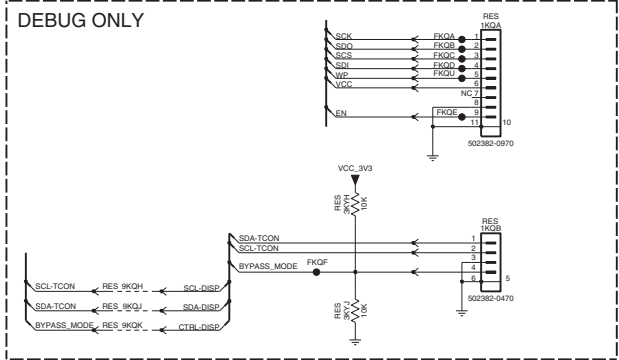 DEBUG ONLY
RES
1KQA
SCK FKQA 1
SDO FKQB 2
SCS FKQC 3
SDI FKQD 4
WP FKQU 5
VCC 6
NC 7
8
EN FKQE 9
11 10
502382-0970
VCC_3V3
RES
3KYH
10K
RES
1KQB
SDA-TCON 1
SCL-TCON 2
3
BYPASS_MODE FKQF 4
6 5
502382-0470
SCL-TCON RES_9KQH SCL-DISP
SDA-TCON RES_9KQJ SDA-DISP
BYPASS_MODE RES_9KQK CTRL-DISP
RES
3KYJ
10K